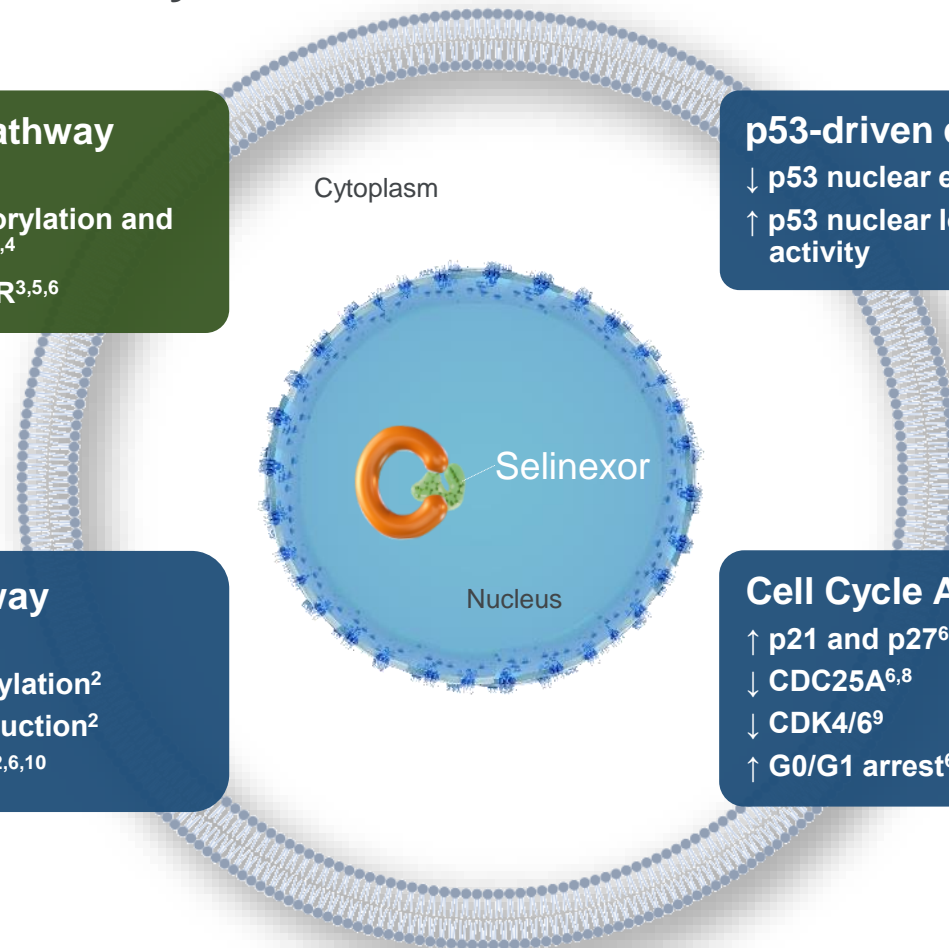 athway
orylation and
,4
R3,5,6
Cytoplasm
p53-driven
↓ p53 nuclear
↑ p53 nuclear
activity
Selinexor
Nucleus
way
ylation2
uction2
2,6,10
Cell Cycle
↑ p21 and p276
↓ CDC25A6,8
↓ CDK4/69
↑ G0/G1 arrest6